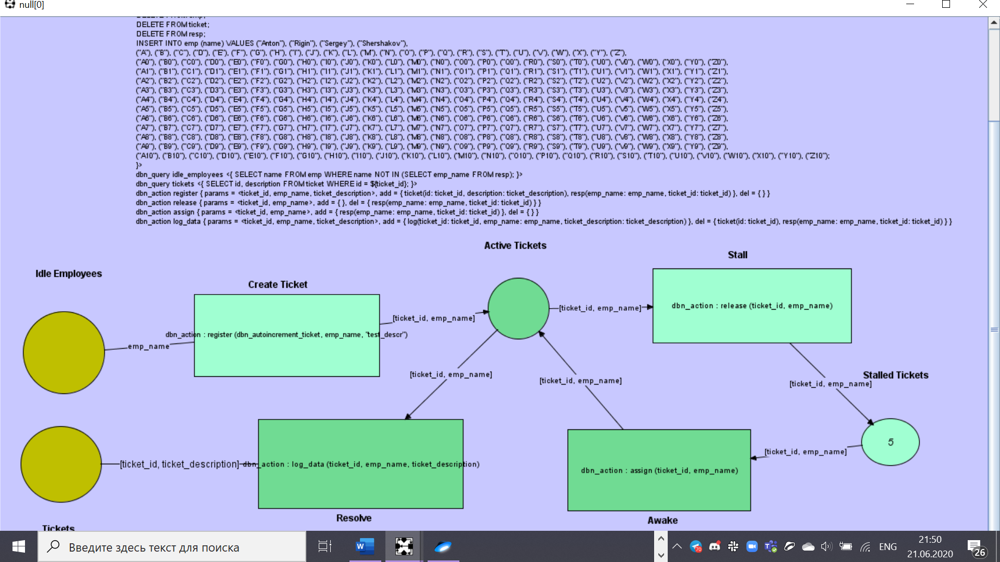 null[0]
DELETE FROM ticket;
DELETE FROM resp;
INSERT INTO emp (name) VALUES ("Anton"), ("Rigin"), ("Sergey"), ("Shershakov"),
("A"), ("B"), ("C"), ("D"), ("E"), ("F"), ("G"), ("H"), ("I"), ("J"), ("K"), ("L"), ("M"), ("N"), ("O"), ("P"), ("Q"), ("R"), ("S"), ("T"), ("U"), ("V"), ("W"), ("X"), ("Y"), ("Z"),
("A0"), ("B0"), ("C0"), ("D0"), ("E0"), ("F0"), ("G0"), ("H0"), ("I0"), ("J0"), ("K0"), ("L0"), ("M0"), ("N0"), ("O0"), ("P0"), ("Q0"), ("R0"), ("S0"), ("T0"), ("U0"), ("V0"), ("W0"), ("X0"), ("Y0"), ("Z0"),
("A1"), ("B1"), ("C1"), ("D1"), ("E1"), ("F1"), ("G1"), ("H1"), ("I1"), ("J1"), ("K1"), ("L1"), ("M1"), ("N1"), ("O1"), ("P1"), ("Q1"), ("R1"), ("S1"), ("T1"), ("U1"), ("V1"), ("W1"), ("X1"), ("Y1"), ("Z1"),
("A2"), ("B2"), ("C2"), ("D2"), ("E2"), ("F2"), ("G2"), ("H2"), ("I2"), ("J2"), ("K2"), ("L2"), ("M2"), ("N2"), ("O2"), ("P2"), ("Q2"), ("R2"), ("S2"), ("T2"), ("U2"), ("V2"), ("W2"), ("X2"), ("Y2"), ("Z2"),
("A3"), ("B3"), ("C3"), ("D3"), ("E3"), ("F3"), ("G3"), ("H3"), ("I3"), ("J3"), ("K3"), ("L3"), ("M3"), ("N3"), ("O3"), ("P3"), ("Q3"), ("R3"), ("S3"), ("T3"), ("U3"), ("V3"), ("W3"), ("X3"), ("Y3"), ("Z3"),
("A4"), ("B4"), ("C4"), ("D4"), ("E4"), ("F4"), ("G4"), ("H4"), ("I4"), ("J4"), ("K4"), ("L4"), ("M4"), ("N4"), ("O4"), ("P4"), ("Q4"), ("R4"), ("S4"), ("T4"), ("U4"), ("V4"), ("W4"), ("X4"), ("Y4"), ("Z4"),
("A5"), ("B5"), ("C5"), ("D5"), ("E5"), ("F5"), ("G5"), ("H5"), ("I5"), ("J5"), ("K5"), ("L5"), ("M5"), ("N5"), ("O5"), ("P5"), ("Q5"), ("R5"), ("S5"), ("T5"), ("U5"), ("V5"), ("W5"), ("X5"), ("Y5"), ("Z5"),
("A6"), ("B6"), ("C6"), ("D6"), ("E6"), ("F6"), ("G6"), ("H6"), ("I6"), ("J6"), ("K6"), ("L6"), ("M6"), ("N6"), ("O6"), ("P6"), ("Q6"), ("R6"), ("S6"), ("T6"), ("U6"), ("V6"), ("W6"), ("X6"), ("Y6"), ("Z6"),
("A7"), ("B7"), ("C7"), ("D7"), ("E7"), ("F7"), ("G7"), ("H7"), ("I7"), ("J7"), ("K7"), ("L7"), ("M7"), ("N7"), ("O7"), ("P7"), ("Q7"), ("R7"), ("S7"), ("T7"), ("U7"), ("V7"), ("W7"), ("X7"), ("Y7"), ("Z7"),
("A8"), ("B8"), ("C8"), ("D8"), ("E8"), ("F8"), ("G8"), ("H8"), ("I8"), ("J8"), ("K8"), ("L8"), ("M8"), ("N8"), ("O8"), ("P8"), ("Q8"), ("R8"), ("S8"), ("T8"), ("U8"), ("V8"), ("W8"), ("X8"), ("Y8"), ("Z8"),
("A9"), ("B9"), ("C9"), ("D9"), ("E9"), ("F9"), ("G9"), ("H9"), ("I9"), ("J9"), ("K9"), ("L9"), ("M9"), ("N9"), ("O9"), ("P9"), ("Q9"), ("R9"), ("S9"), ("T9"), ("U9"), ("V9"), ("W9"), ("X9"), ("Y9"), ("Z9"),
("A10"), ("B10"), ("C10"), ("D10"), ("E10"), ("F10"), ("G10"), ("H10"), ("I10"), ("J10"), ("K10"), ("L10"), ("M10"), ("N10"), ("O10"), ("P10"), ("Q10"), ("R10"), ("S10"), ("T10"), ("U10"), ("V10"), ("W10"), ("X10"), ("Y10"), ("Z10");
}>
dbn_query idle_employees <{ SELECT name FROM emp WHERE name NOT IN (SELECT emp_name FROM resp); }>
dbn_query tickets <{ SELECT id, description FROM ticket WHERE id = ${ticket_id}; }>
dbn_action register { params = <ticket_id, emp_name, ticket_description>, add = { ticket(id: ticket_id, description: ticket_description), resp(emp_name: emp_name, ticket_id: ticket_id) }, del = { } }
dbn_action release { params = <ticket_id, emp_name>, add = { }, del = { resp(emp_name: emp_name, ticket_id: ticket_id) } }
dbn_action assign { params = <ticket_id, emp_name>, add = { resp(emp_name: emp_name, ticket_id: ticket_id) }, del = { } }
dbn_action log_data { params = <ticket_id, emp_name, ticket_description>, add = { log(ticket_id: ticket_id, emp_name: emp_name, ticket_description: ticket_description) }, del = { ticket(id: ticket_id), resp(emp_name: emp_name, ticket_id: ticket_id) } }
Active Tickets
Stall
Idle Employees
Create Ticket
dbn_action : release (ticket_id, emp_name)
[ticket_id, emp_name]
[ticket_id, emp_name]
dbn_action : register (dbn_autoincrement_ticket, emp_name, "test_descr")
emp_name
[ticket_id, emp_name]
[ticket_id, emp_name]
Stalled Tickets
[ticket_id, emp_name]
5
[ticket_id, emp_name]
[ticket_id, ticket_description]
dbn_action : log_data (ticket_id, emp_name, ticket_description)
dbn_action : assign (ticket_id, emp_name)
Resolve
Awake
Tickets
Введите здесь текст для поиска
W
70
ENG
21:50
21.06.2020
26